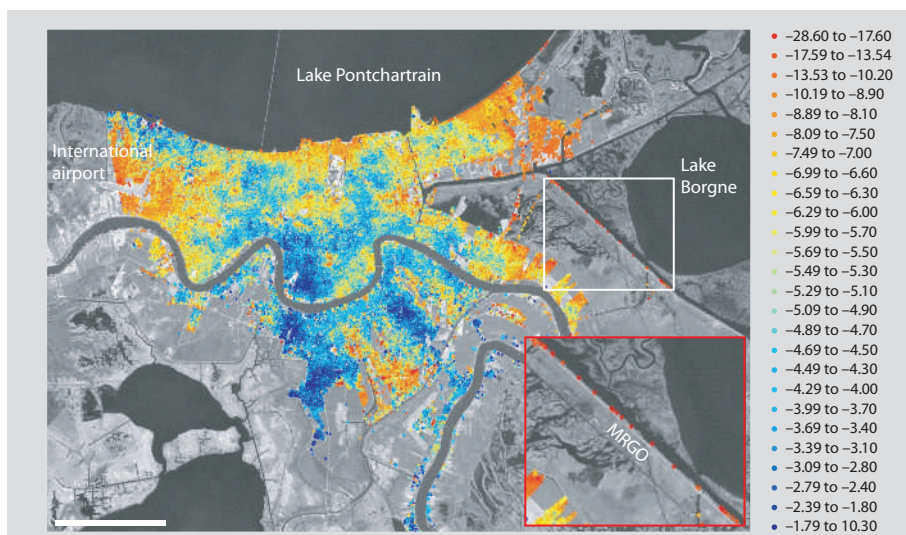 Lake Pontchartrain
International
airport
Lake
Borgne
MRGO
–28.60 to –17.60
–17.59 to –13.54
–13.53 to –10.20
–10.19 to –8.90
–8.89 to –8.10
–8.09 to –7.50
–7.49 to –7.00
–6.99 to –6.60
–6.59 to –6.30
–6.29 to –6.00
–5.99 to –5.70
–5.69 to –5.50
–5.49 to –5.30
–5.29 to –5.10
–5.09 to –4.90
–4.89 to –4.70
–4.69 to –4.50
–4.49 to –4.30
–4.29 to –4.00
–3.99 to –3.70
–3.69 to –3.40
–3.39 to –3.10
–3.09 to –2.80
–2.79 to –2.40
–2.39 to –1.80
–1.79 to 10.30